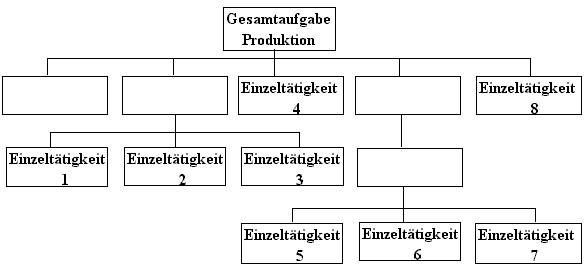 Gesamtaufgabe
Produktion
Einzeltätigkeit
4
Einzeltätigkeit
8
Einzeltätigkeit
1
Einzeltätigkeit
2
Einzeltätigkeit
3
Einzeltätigkeit
5
Einzeltätigkeit
6
Einzeltätigkeit
7